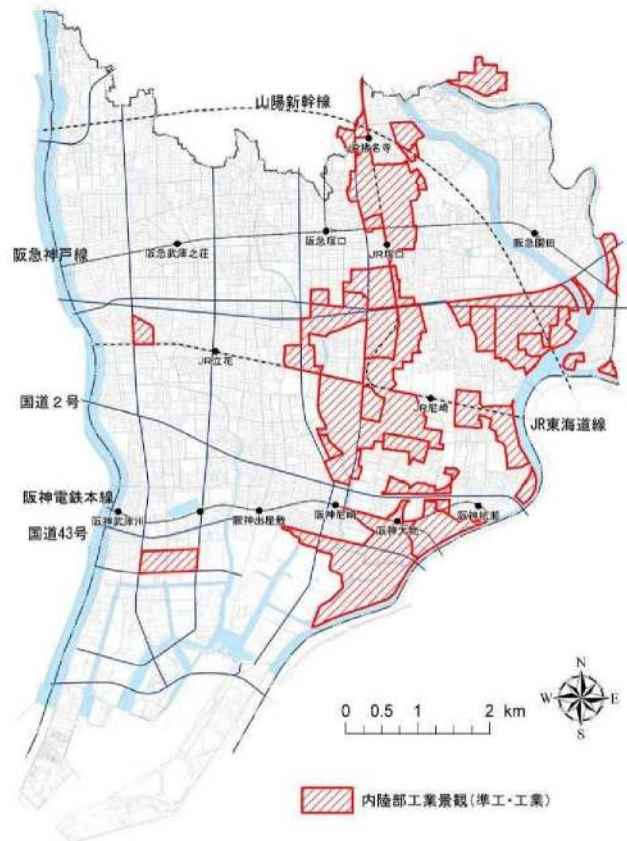 山陽新幹線
JR猪名寺
阪急塚口
阪急園田
阪急神戸線
阪急武庫之荘
JR塚口
JR立花
国道2号
JR尼崎
JR東海道線
阪神電鉄本線
阪神武庫川
阪神出屋敷
阪神尼崎
阪神大物
阪神杭瀬
国道43号
N
W
E
S
0 0.5 1 2 km
内陸部工業景観(準工・工業)